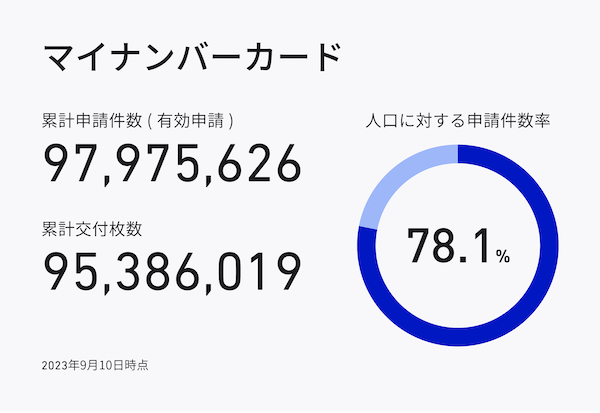 マイナンバーカード
累計申請件数 ( 有効申請 )
97,975,626
累計交付枚数
95,386,019
人口に対する申請件数率
78.1%
2023年9月10日時点